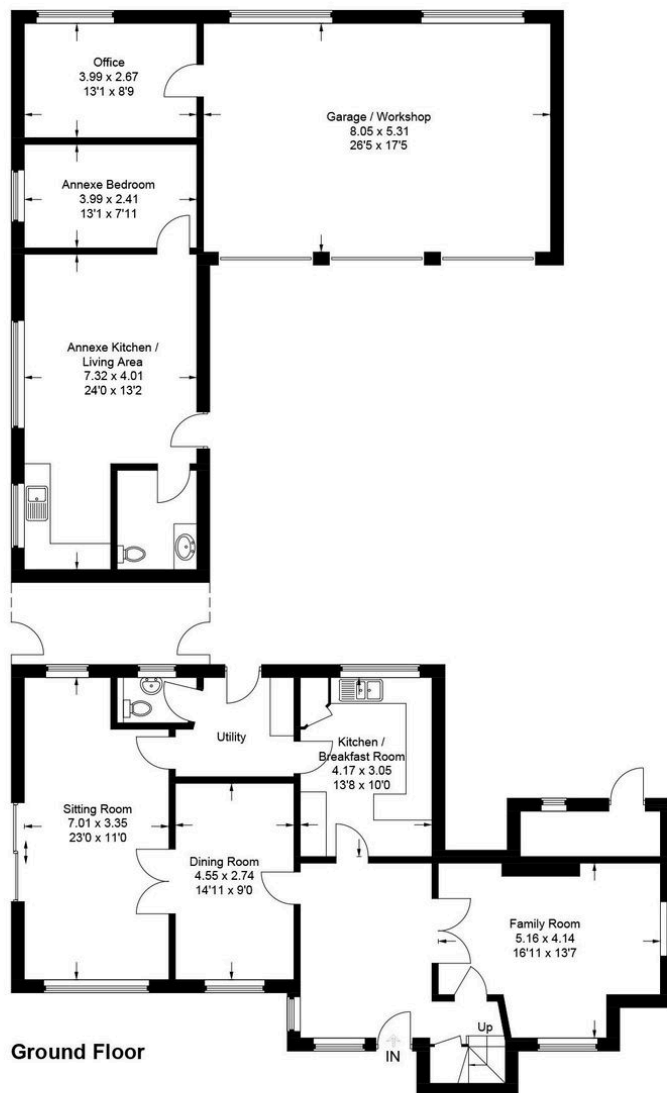 Office
3.99 x 2.67
13'1 x 8'9
Garage / Workshop
8.05 x 5.31
26'5 x 17'5
Annexe Bedroom
3.99 x 2.41
13'1 x 7'11
Annexe Kitchen /
Living Area
7.32 x 4.01
24'0 x 13'2
Utility
Kitchen /
Breakfast Room
4.17 x 3.05
13'8 x 10'0
Sitting Room
7.01 x 3.35
23'0 x 11'0
Dining Room
4.55 x 2.74
14'11 x 9'0
Family Room
5.16 x 4.14
16'11 x 13'7
Up
IN
Ground Floor